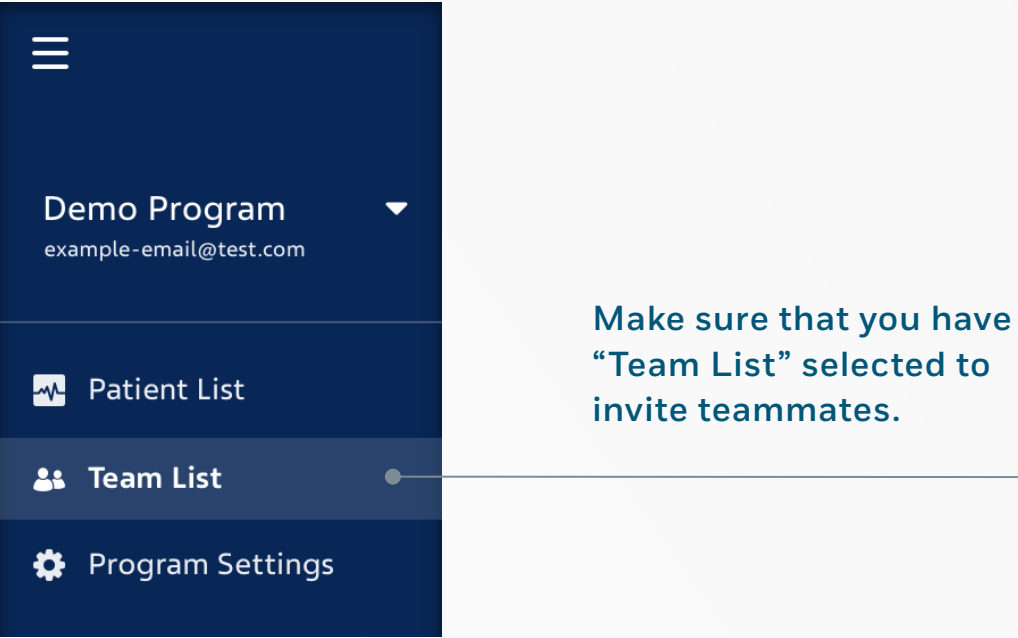 Demo Program
example-email@test.com
Patient List
Team List
Program Settings
Make sure that you have
“Team List” selected to
invite teammates.